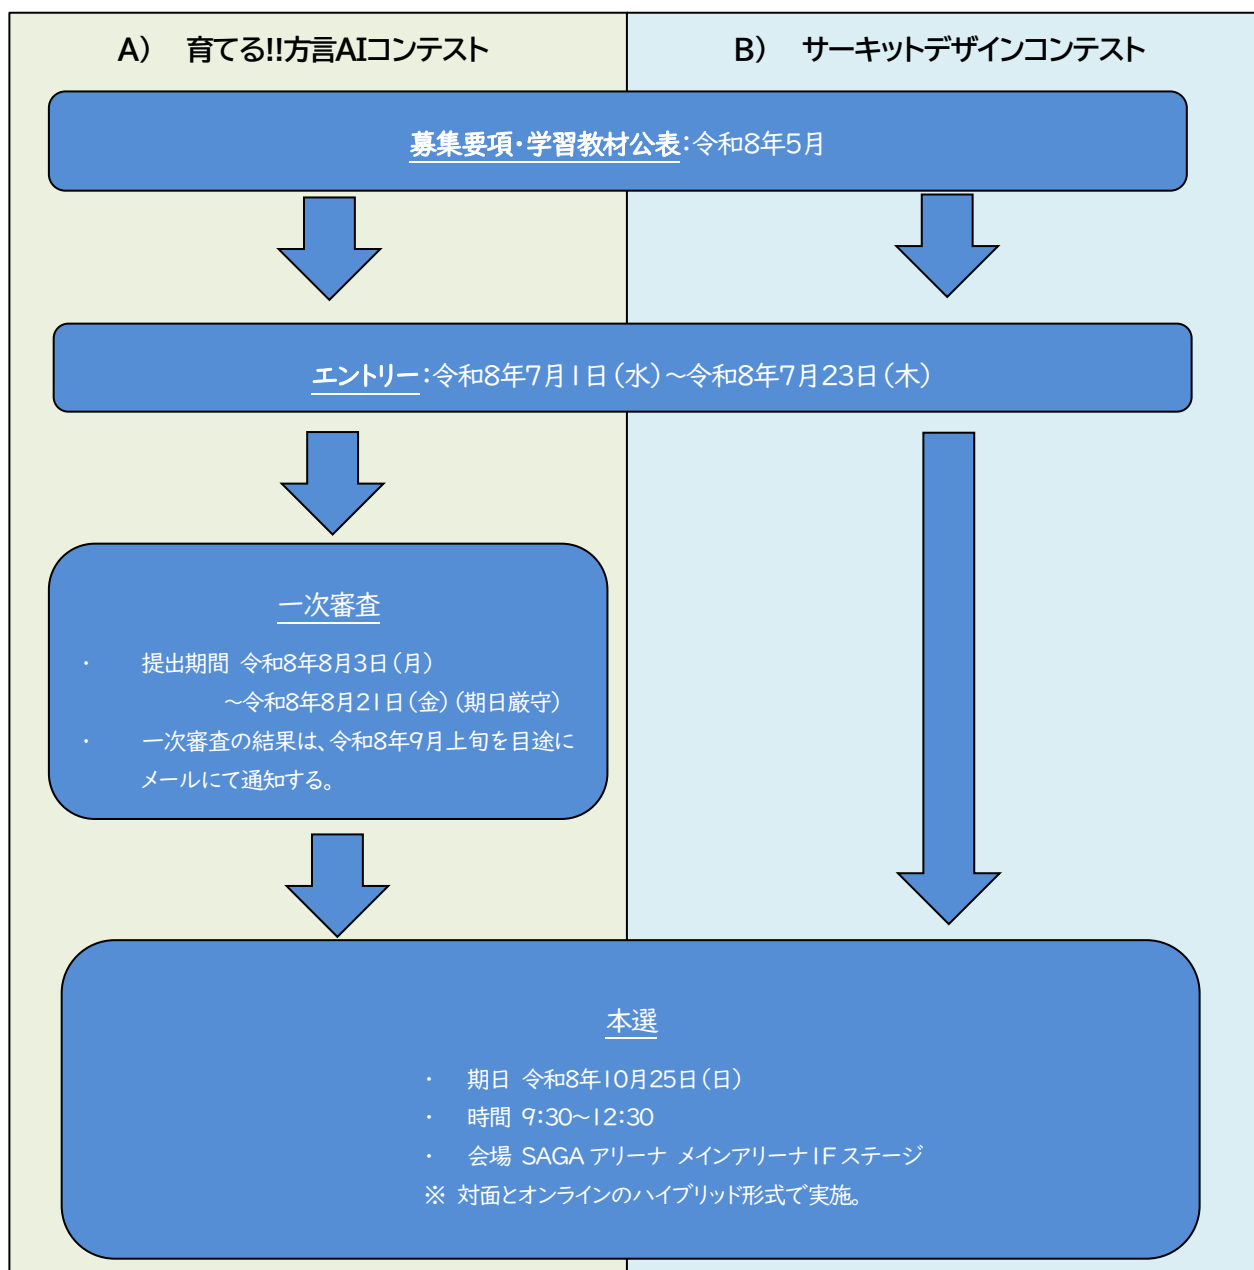 A) 育てる!!方言AIコンテスト
B) サーキットデザインコンテスト
募集要項・学習教材公表：令和8年5月
エントリー：令和8年7月1日（水）～令和8年7月23日（木）
一次審査
・ 提出期間 令和8年8月3日（月）
～令和8年8月21日（金）（期日厳守）
・ 一次審査の結果は、令和8年9月上旬を目途に
メールにて通知する。
本選
・ 期日 令和8年10月25日（日）
・ 時間 9:30～12:30
・ 会場 SAGAアリーナ メインアリーナ1Fステージ
※ 対面とオンラインのハイブリッド形式で実施。